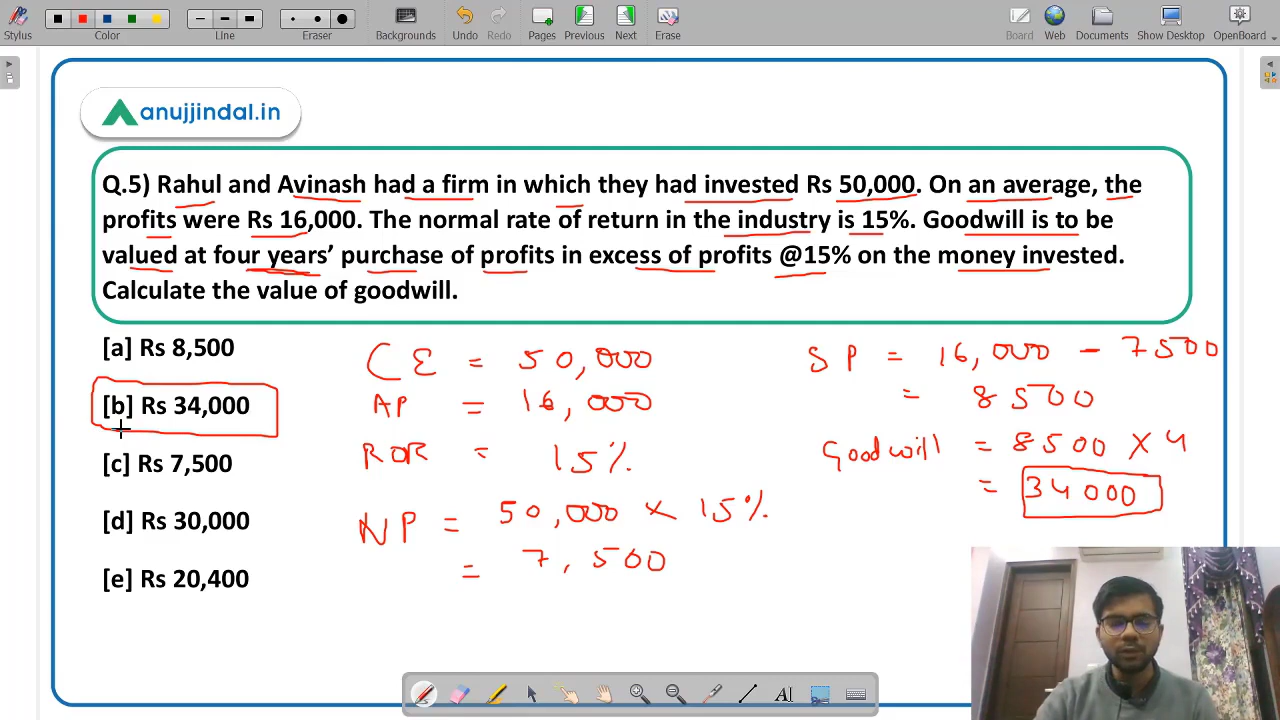 Stylus Color Line Eraser Backgrounds Undo Redo Pages Previous Next Erase Board Web Documents Show Desktop OpenBoard
anujjindal.in
Q.5) Rahul and Avinash had a firm in which they had invested Rs 50,000. On an average, the
profits were Rs 16,000. The normal rate of return in the industry is 15%. Goodwill is to be
valued at four years’ purchase of profits in excess of profits @15% on the money invested.
Calculate the value of goodwill.
[a] Rs 8,500
[b] Rs 34,000
[c] Rs 7,500
[d] Rs 30,000
[e] Rs 20,400
CE = 50,000
AP = 16,000
ROR = 15%
NP = 50,000 × 15%
= 7,500
SP = 16,000 - 7500
= 8500
Goodwill = 8500 × 4
= 34000
AI